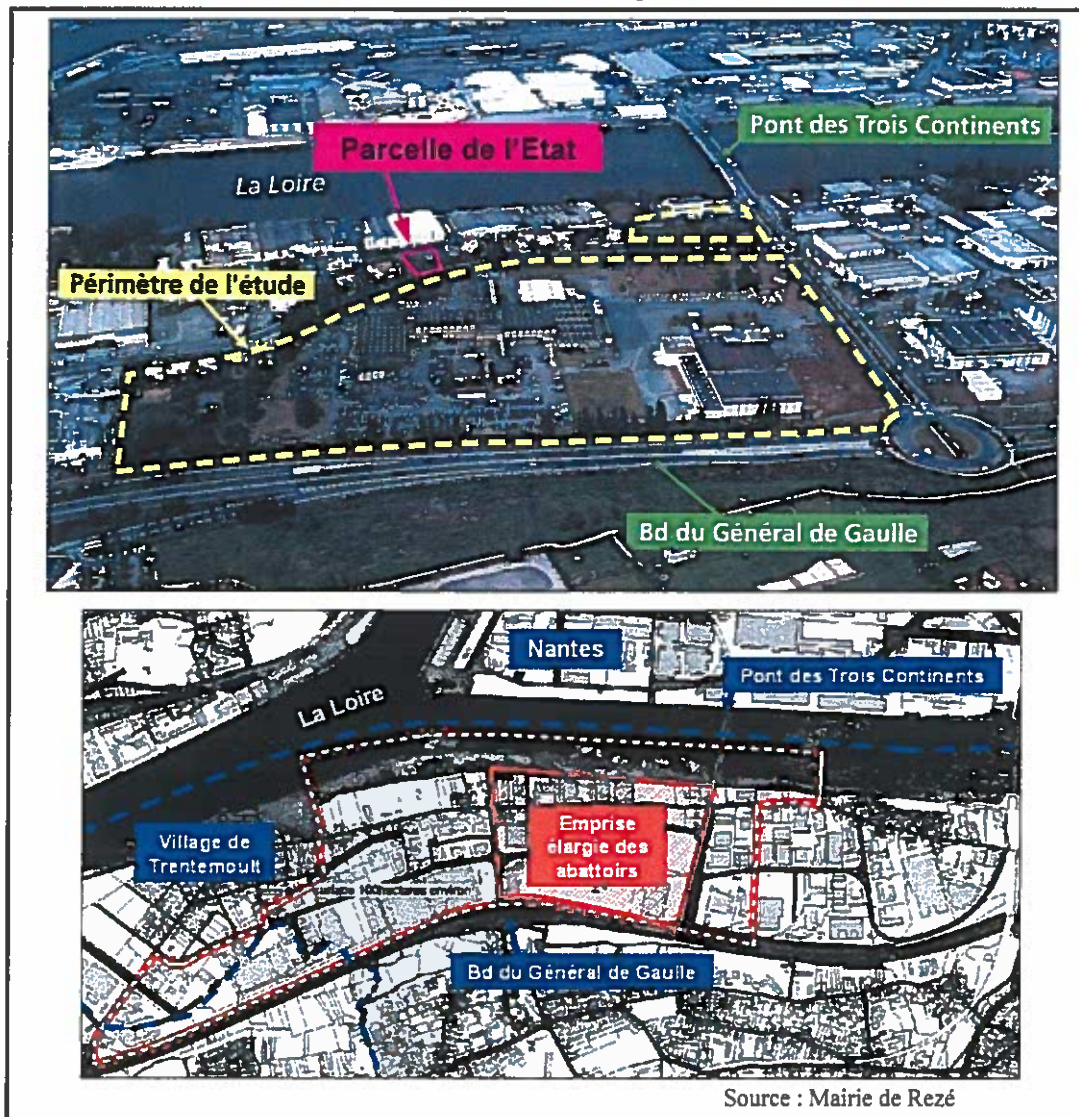 Pont des Trois Continents
Parcelle de l'Etat
La Loire
Périmètre de l'étude
Bd du Général de Gaulle
Nantes
Pont des Trois Continents
La Loire
Village de
Trentemoult
Emprise
élargie des
abattoirs
Bd du Général de Gaulle
Source : Mairie de Rezé